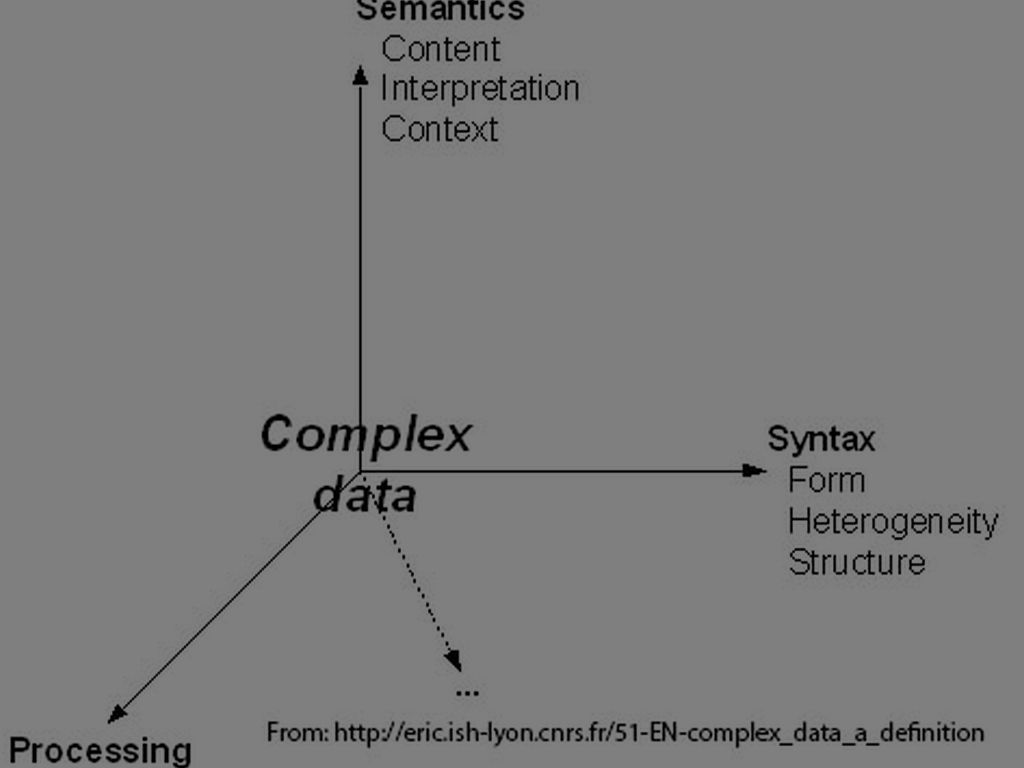 Semantics
Content
Interpretation
Context
Complex
data
Syntax
Form
Heterogeneity
Structure
...
From: http://eric.ish-lyon.cnrs.fr/51-EN-complex_data_a_definition
Processing